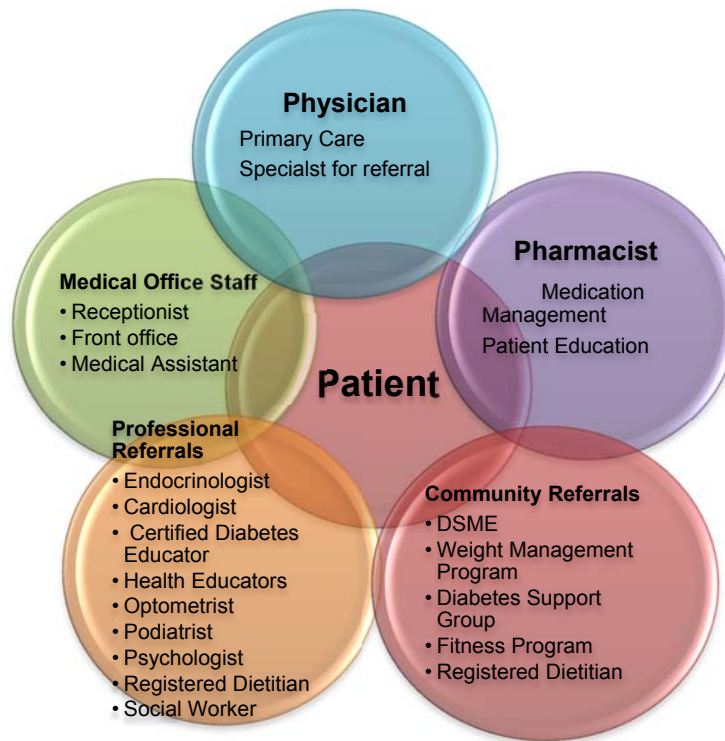 Physician
Primary Care
Specialst for referral
Pharmacist
Medication
Management
Patient Education
Medical Office Staff
• Receptionist
• Front office
• Medical Assistant
Patient
Professional
Referrals
• Endocrinologist
• Cardiologist
• Certified Diabetes
Educator
• Health Educators
• Optometrist
• Podiatrist
• Psychologist
• Registered Dietitian
• Social Worker
Community Referrals
• DSME
• Weight Management
Program
• Diabetes Support
Group
• Fitness Program
• Registered Dietitian